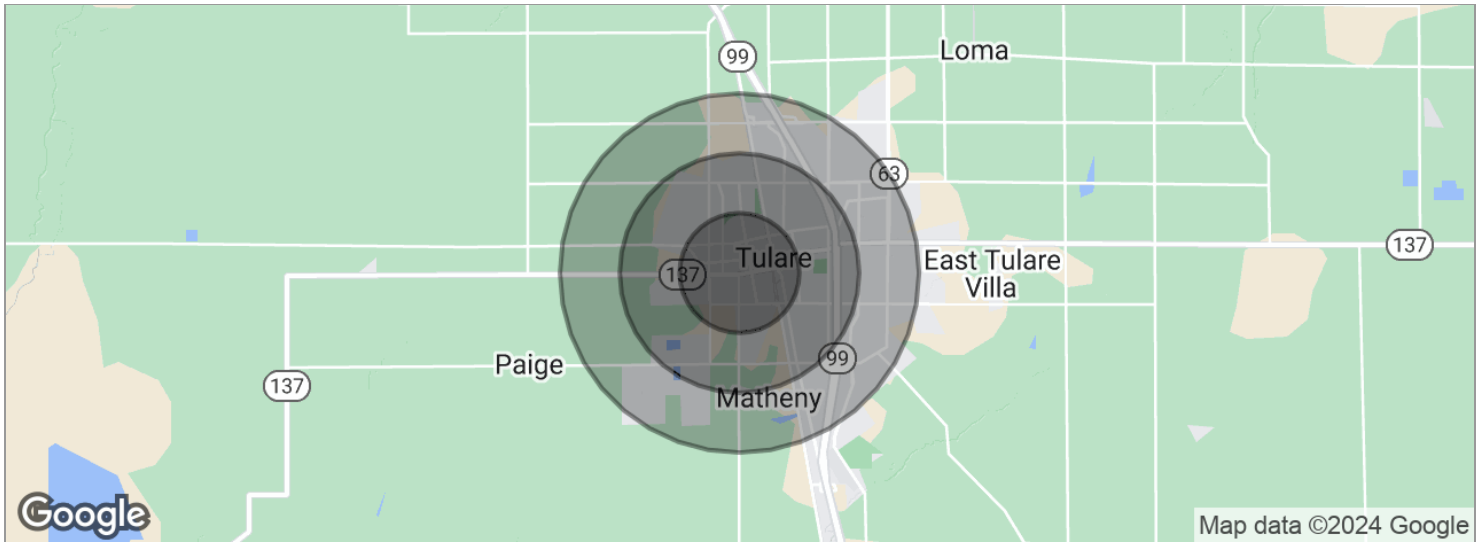 Loma
99
63
137
Tulare
137
East Tulare
Villa
99
Paige
137
Matheny
Google
Map data ©2024 Google